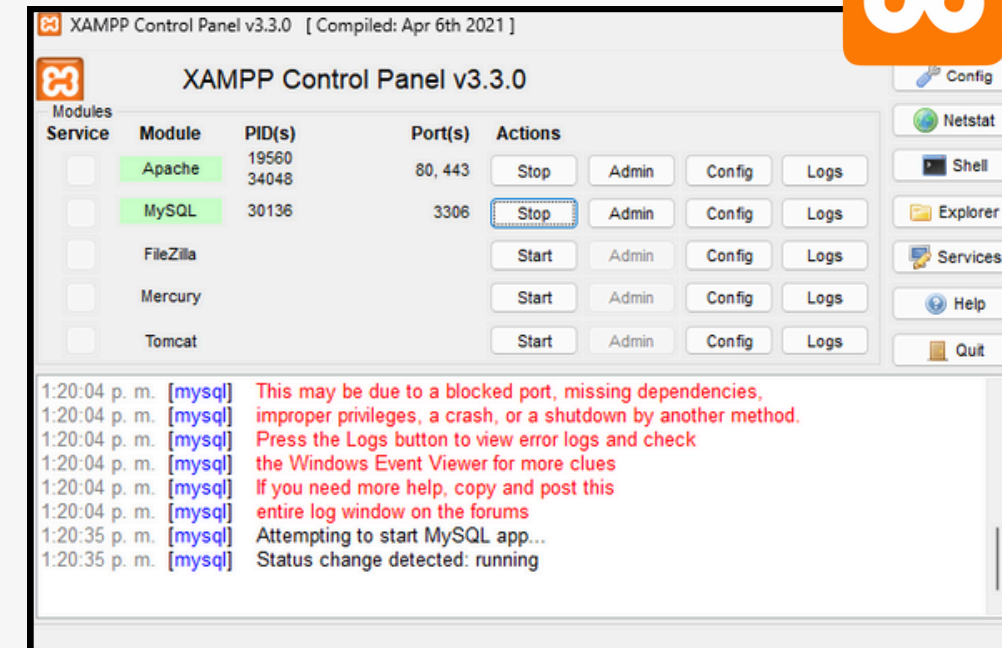 XAMPP Control Panel v3.3.0 [ Compiled: Apr 6th 2021 ]
XAMPP Control Panel v3.3.0
Config
Modules
Netstat
Service Module PID(s) Port(s) Actions
Apache 19560 34048 80, 443 Stop Admin Config Logs
Shell
MySQL 30136 3306 Stop Admin Config Logs
Explorer
FileZilla Start Admin Config Logs
Services
Mercury Start Admin Config Logs
Help
Tomcat Start Admin Config Logs
Quit
1:20:04 p. m. [mysql] This may be due to a blocked port, missing dependencies,
1:20:04 p. m. [mysql] improper privileges, a crash, or a shutdown by another method.
1:20:04 p. m. [mysql] Press the Logs button to view error logs and check
1:20:04 p. m. [mysql] the Windows Event Viewer for more clues
1:20:04 p. m. [mysql] If you need more help, copy and post this
1:20:04 p. m. [mysql] entire log window on the forums
1:20:35 p. m. [mysql] Attempting to start MySQL app...
1:20:35 p. m. [mysql] Status change detected: running